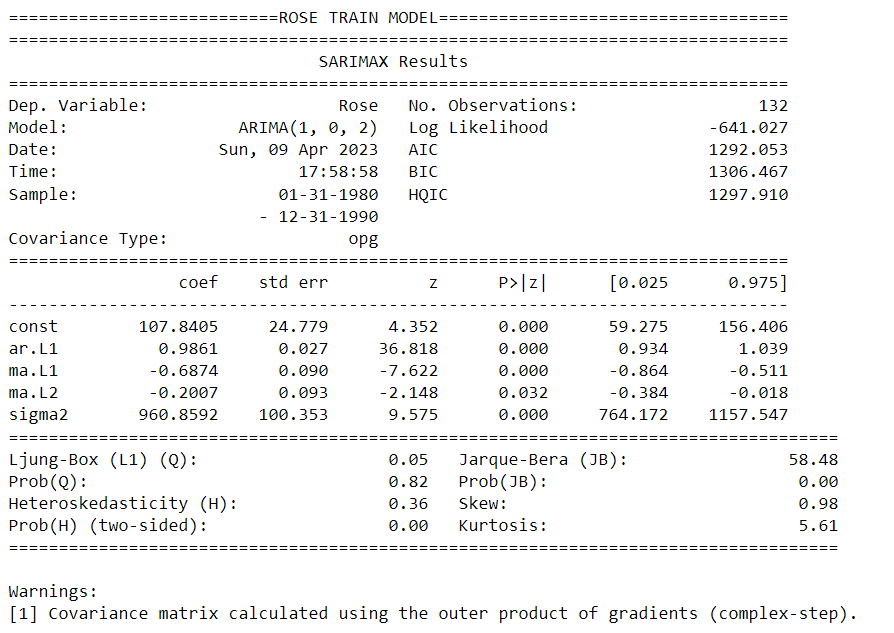 ===========================ROSE TRAIN MODEL===================================
==============================================================================
                               SARIMAX Results
==============================================================================
Dep. Variable:                   Rose   No. Observations:                  132
Model:                 ARIMA(1, 0, 2)   Log Likelihood                -641.027
Date:                Sun, 09 Apr 2023   AIC                           1292.053
Time:                        17:58:58   BIC                           1306.467
Sample:                    01-31-1980   HQIC                          1297.910
                         - 12-31-1990
Covariance Type:                  opg
==============================================================================
                 coef    std err          z      P>|z|      [0.025      0.975]
------------------------------------------------------------------------------
const        107.8405     24.779      4.352      0.000      59.275     156.406
ar.L1          0.9861      0.027     36.818      0.000       0.934       1.039
ma.L1         -0.6874      0.090     -7.622      0.000      -0.864      -0.511
ma.L2         -0.2007      0.093     -2.148      0.032      -0.384      -0.018
sigma2       960.8592    100.353      9.575      0.000     764.172    1157.547
===================================================================================
Ljung-Box (L1) (Q):                   0.05   Jarque-Bera (JB):                58.48
Prob(Q):                              0.82   Prob(JB):                         0.00
Heteroskedasticity (H):               0.36   Skew:                             0.98
Prob(H) (two-sided):                  0.00   Kurtosis:                         5.61
===================================================================================
Warnings:
[1] Covariance matrix calculated using the outer product of gradients (complex-step).